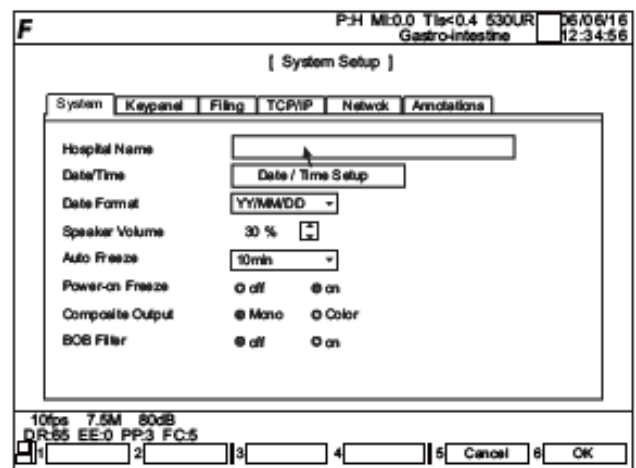 F
P:H MI:0.0 TIs<0.4 530UR 06/06/16
Gastro-intestine 12:34:56
[ System Setup ]
System Keypanel Filing TCP/IP Netwok Annotations
Hospital Name
Date/Time Date / Time Setup
Date Format YY/MM/DD
Speaker Volume 30 %
Auto Freeze 10min
Power-on Freeze off on
Composite Output Mono Color
BOB Filter off on
10fps 7.5M 80dB
DR:65 EE:0 PP:3 FC:5
1 2 3 4 5 Cancel 6 OK